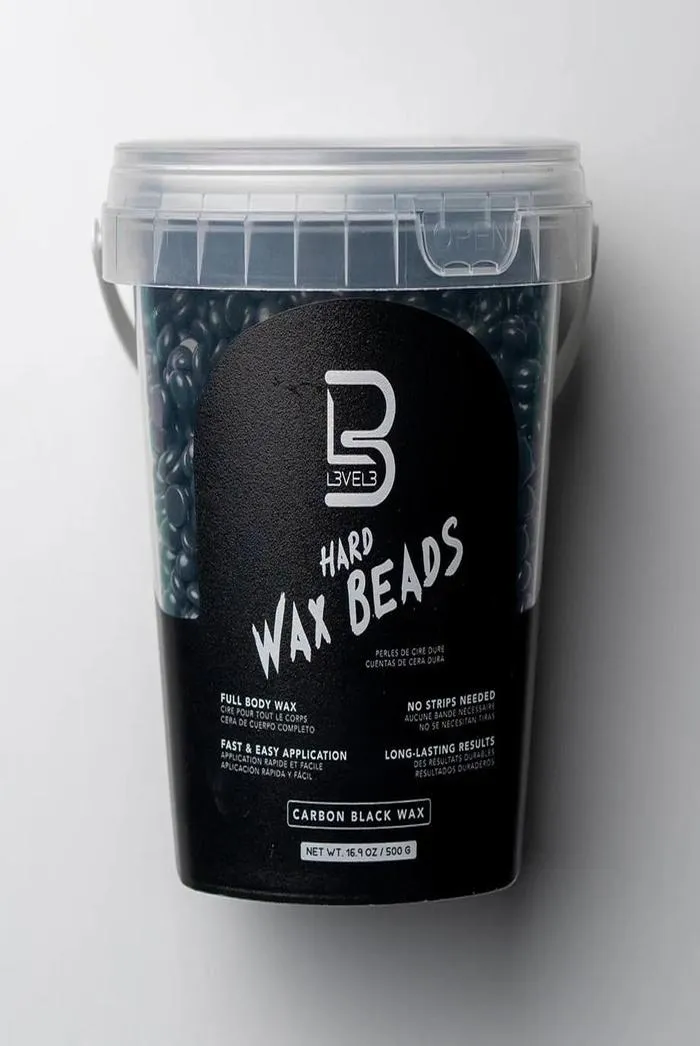 OPEN
L3VEL3
HARD
WAX BEADS
PERLES DE CIRE DURE
CUENTAS DE CERA DURA
FULL BODY WAX
CIRE POUR TOUT LE CORPS
CERA DE CUERPO COMPLETO
NO STRIPS NEEDED
AUCUNE BANDE NÉCESSAIRE
NO SE NECESITAN TIRAS
FAST & EASY APPLICATION
APPLICATION RAPIDE ET FACILE
APLICACIÓN RÁPIDA Y FÁCIL
LONG-LASTING RESULTS
DES RÉSULTATS DURABLES
RESULTADOS DURADEROS
CARBON BLACK WAX
NET WT. 16.9 OZ / 500 G